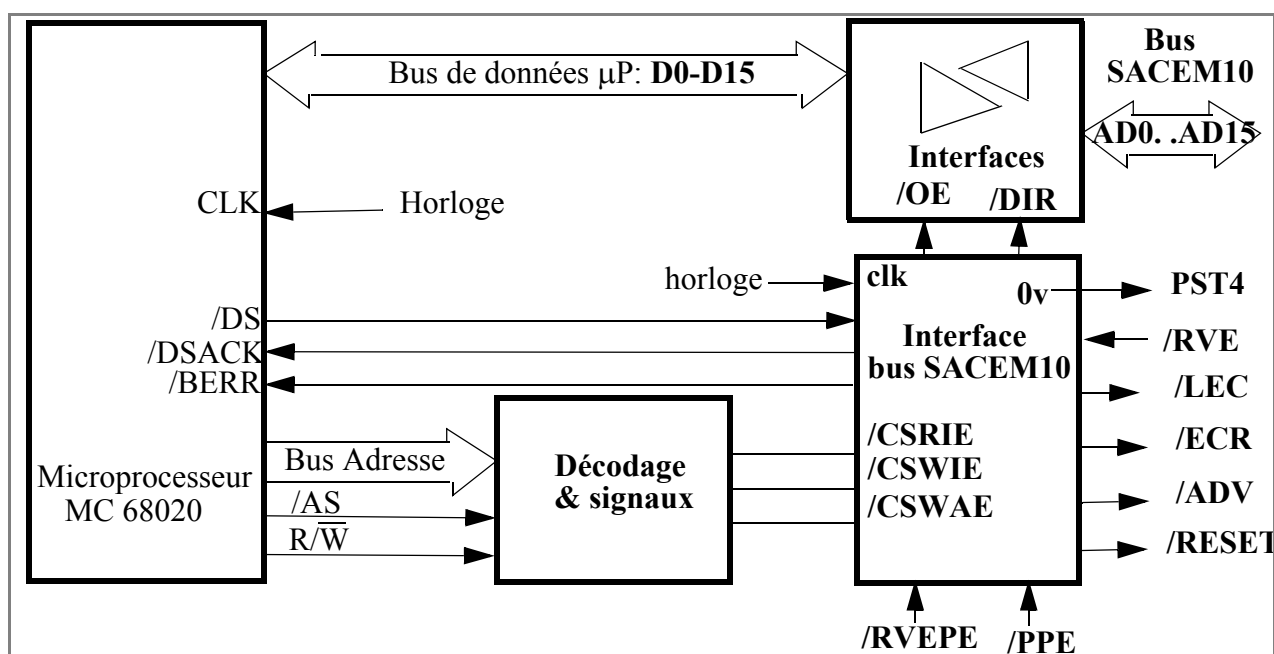 Bus de données µP: D0-D15
Bus
SACEM10
AD0. .AD15
Interfaces
/OE
/DIR
CLK
Horloge
horloge
clk
0v
PST4
/DS
/DSACK
/BERR
Interface
bus SACEM10
/RVE
/LEC
/ECR
/ADV
/RESET
Microprocesseur
MC 68020
Bus Adresse
/AS
R/W̅
Décodage
& signaux
/CSRIE
/CSWIE
/CSWAE
/RVEPE
/PPE